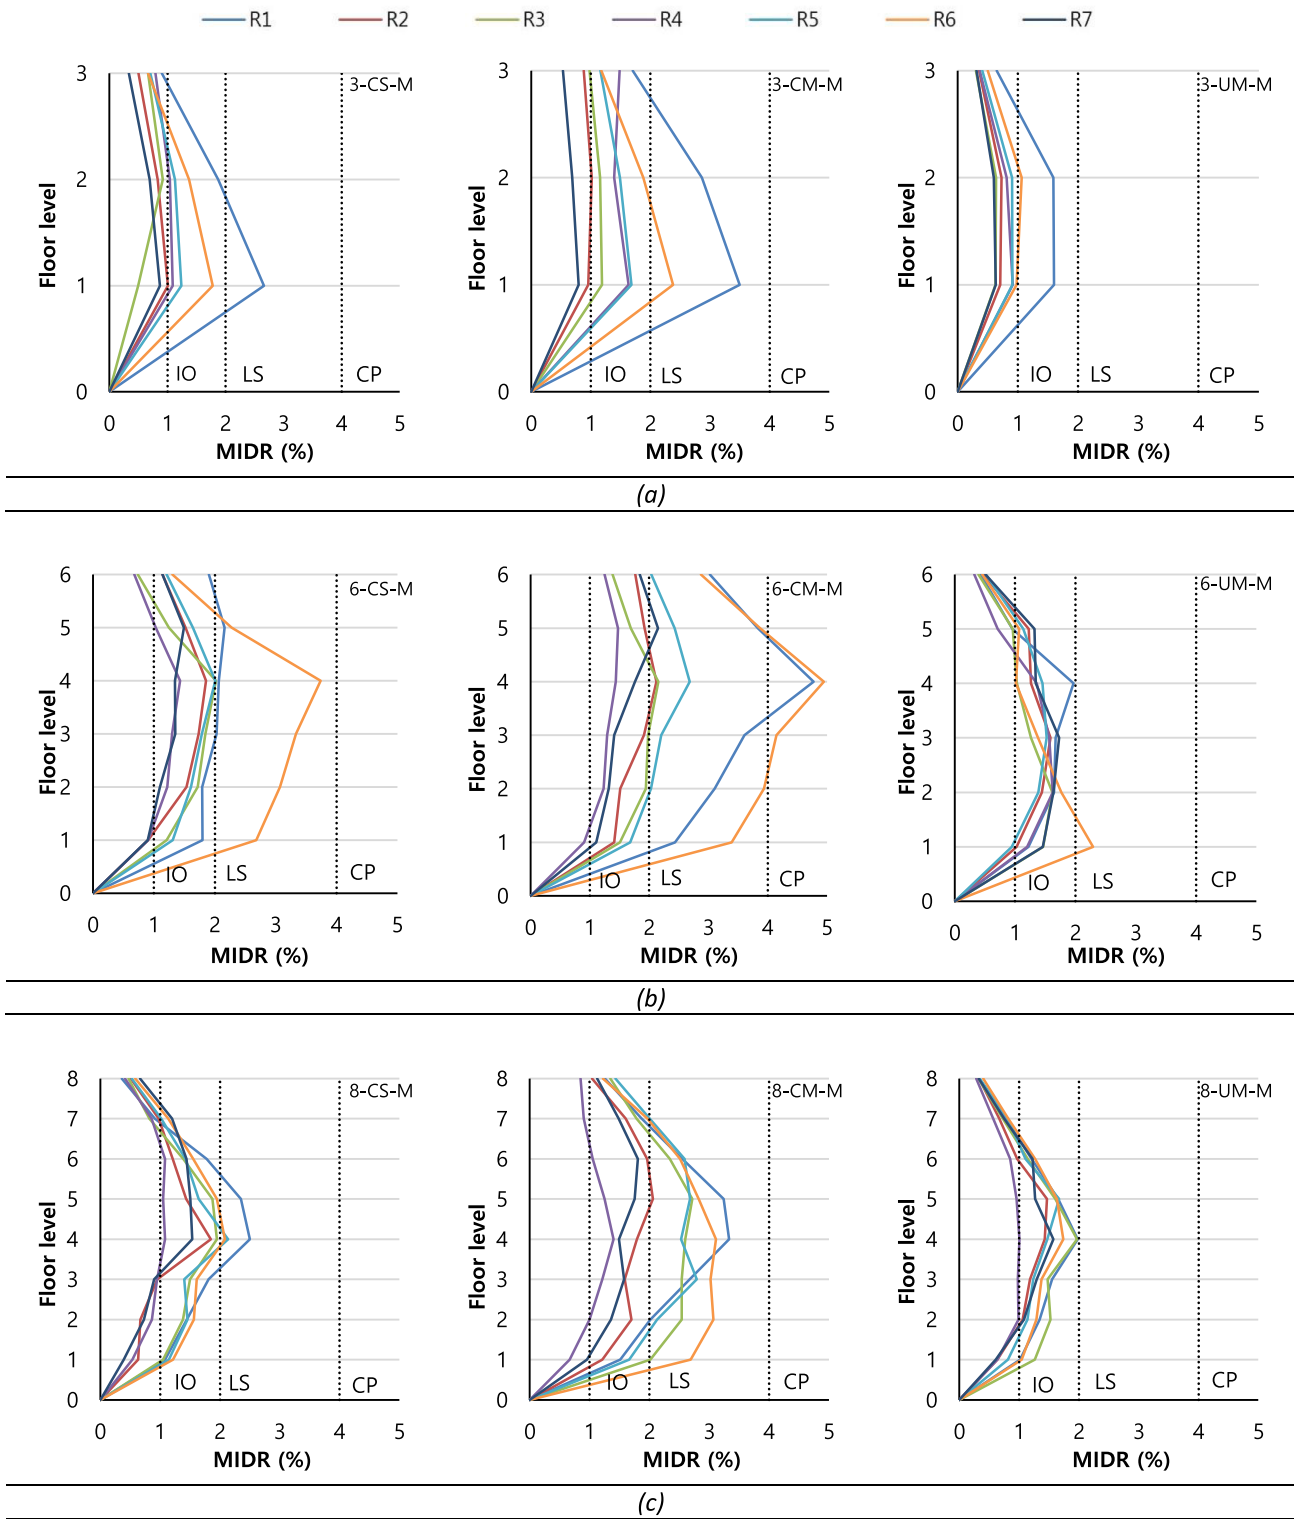 R1 R2 R3 R4 R5 R6 R7
3-CS-M 3-CM-M 3-UM-M
3 3 3
2 2 2
1 1 1
0 0 0
Floor level Floor level Floor level
IO LS CP IO LS CP IO LS CP
0 1 2 3 4 5 0 1 2 3 4 5 0 1 2 3 4 5
MIDR (%) MIDR (%) MIDR (%)
(a)
6-CS-M 6-CM-M 6-UM-M
6 6 6
5 5 5
4 4 4
3 3 3
2 2 2
1 1 1
0 0 0
Floor level Floor level Floor level
IO LS CP IO LS CP IO LS CP
0 1 2 3 4 5 0 1 2 3 4 5 0 1 2 3 4 5
MIDR (%) MIDR (%) MIDR (%)
(b)
8-CS-M 8-CM-M 8-UM-M
8 8 8
7 7 7
6 6 6
5 5 5
4 4 4
3 3 3
2 2 2
1 1 1
0 0 0
Floor level Floor level Floor level
IO LS CP IO LS CP IO LS CP
0 1 2 3 4 5 0 1 2 3 4 5 0 1 2 3 4 5
MIDR (%) MIDR (%) MIDR (%)
(c)